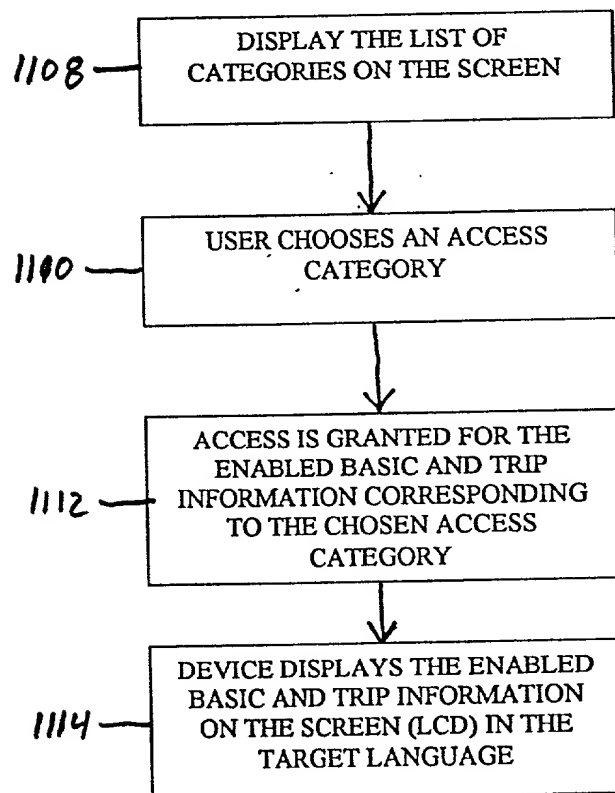 1108
DISPLAY THE LIST OF
CATEGORIES ON THE SCREEN
1110
USER CHOOSES AN ACCESS
CATEGORY
1112
ACCESS IS GRANTED FOR THE
ENABLED BASIC AND TRIP
INFORMATION CORRESPONDING
TO THE CHOSEN ACCESS
CATEGORY
1114
DEVICE DISPLAYS THE ENABLED
BASIC AND TRIP INFORMATION
ON THE SCREEN (LCD) IN THE
TARGET LANGUAGE